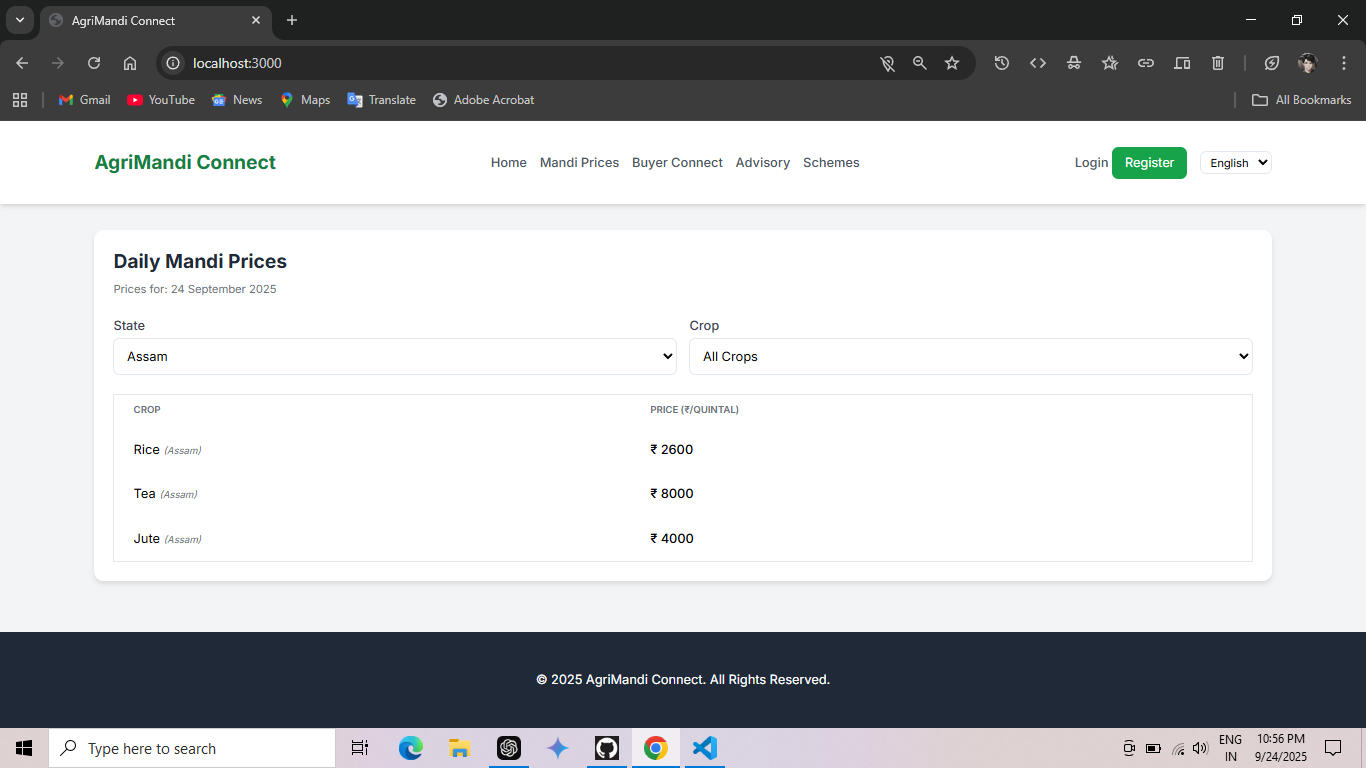 AgriMandi Connect
localhost:3000
Gmail YouTube News Maps Translate Adobe Acrobat All Bookmarks
AgriMandi Connect Home Mandi Prices Buyer Connect Advisory Schemes Login Register English
Daily Mandi Prices
Prices for: 24 September 2025
State Crop
Assam All Crops
CROP PRICE (₹/QUINTAL)
Rice (Assam) ₹ 2600
Tea (Assam) ₹ 8000
Jute (Assam) ₹ 4000
© 2025 AgriMandi Connect. All Rights Reserved.
Type here to search
ENG
IN
10:56 PM
9/24/2025